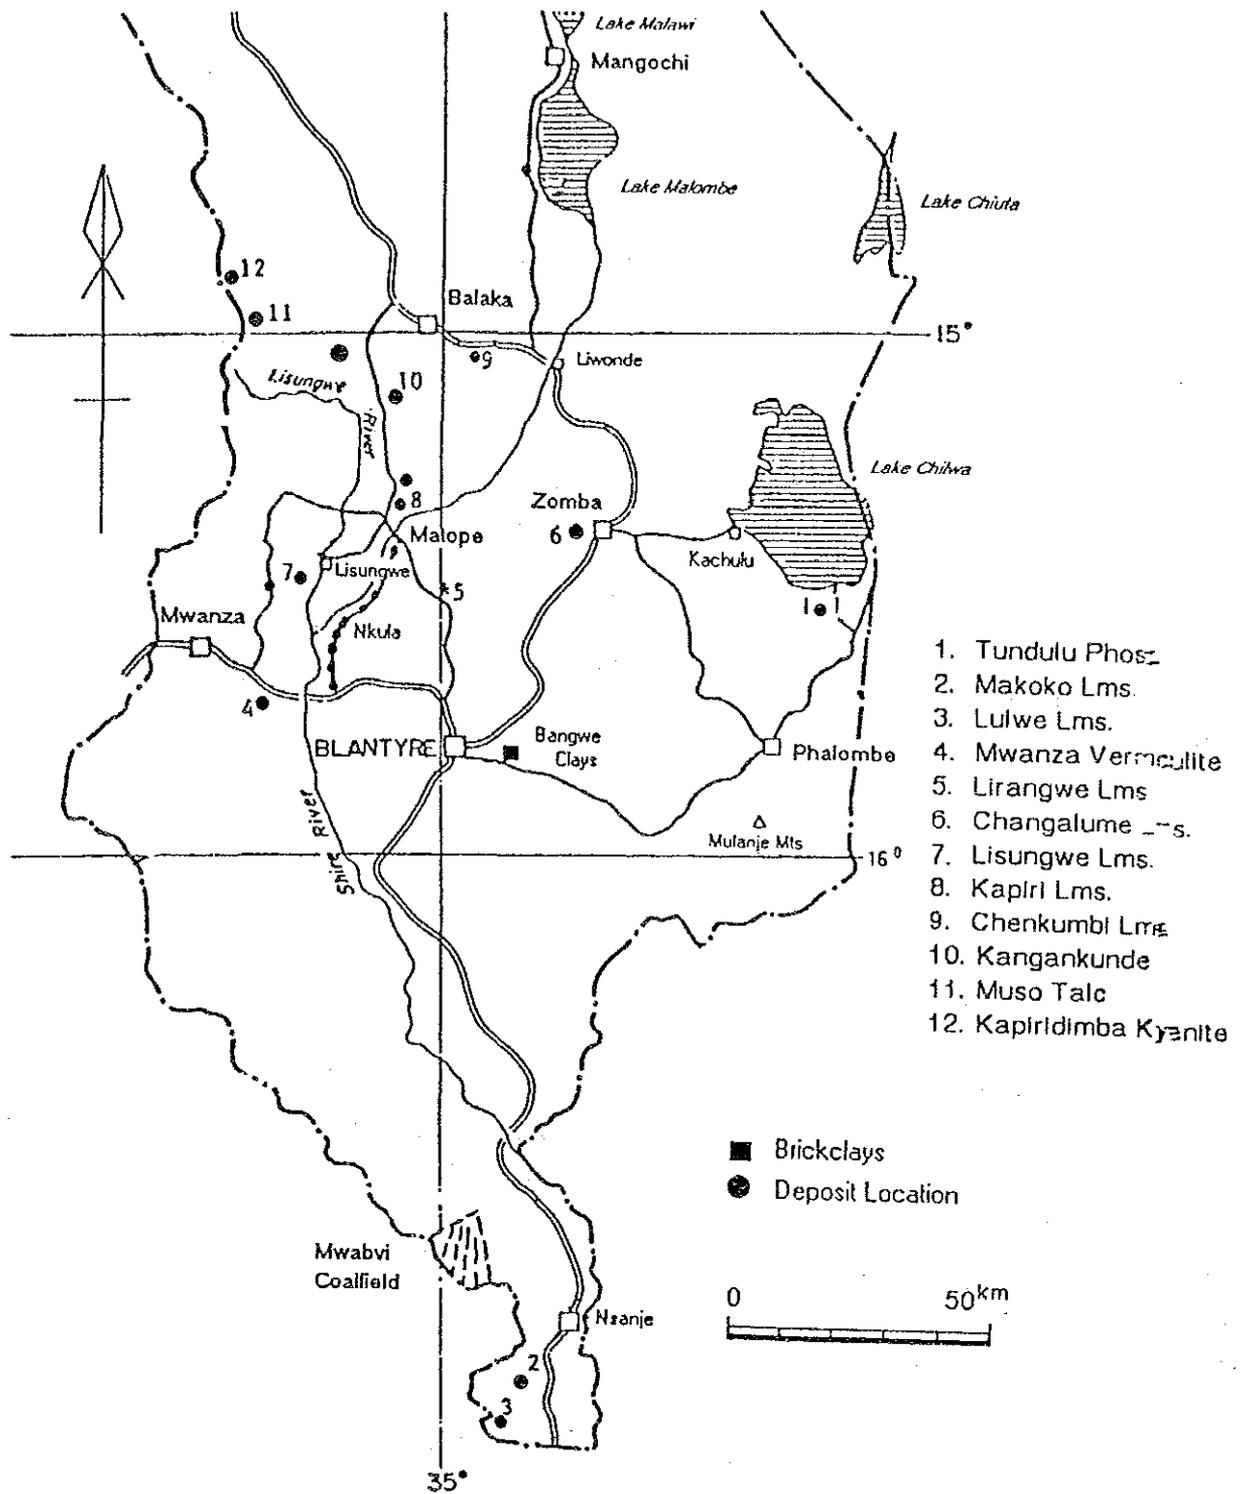 Lake Malawi
Mangochi
Lake Malombe
Lake Chiuta
12
11
Balaka
15°
9
Liwonde
Lisungwe
River
10
Lake Chilwa
8
Zomba
6
Matope
Kachulu
7
Lisungwe
5
1
Mwanza
Nkula
4
BLANTYRE
Bangwe
Clays
Phalombe
Shire River
Mulanje Mts
16°
1. Tundulu
2. Makoko Lms.
3. Lulwe Lms.
4. Mwanza Vermiculite
5. Lirangwe Lms
6. Changalume
7. Lisungwe Lms.
8. Kapiri Lms.
9. Chenkumbi Lms
10. Kangankunde
11. Muso Talc
12. Kapiridimba Kyanite
Brickclays
Deposit Location
Mwabvi
Coalfield
0 50km
Nsanje
2
3
35°